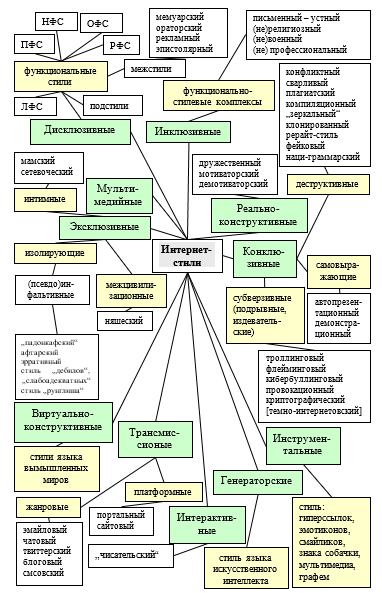 НФС
ОФС
ПФС
РФС
функциональные
стили
межстили
ЛФС
подстили
Дисклюзивные
мемуарский
ораторский
рекламный
эпистолярный
функционально-
стилевые комплексы
Инклюзивные
письменный – устный
(не)религиозный
(не)военный
(не) профессиональный
конфликтный
сварливый
плагиатский
компиляционный
„зеркальный“
клонированный
рерайт-стиль
фейковый
наци-граммарский
деструктивные
дружественный
мотиваторский
демотиваторский
Реально-
конструктивные
мамский
сетевоческий
интимные
Мульти-
медийные
Эксклюзивные
Интернет-
стили
Конклю-
зивные
самовыра-
жающие
автопрезен-
тационный
демонстра-
ционный
изолирующие
(псевдо)ин-
фальтивные
межцивили-
зационные
няшеский
субверзивные
(подрывные,
издеватель-
ские)
троллинговый
флейминговый
кибербуллинговый
провокационный
криптографический
[темно-интернетовский]
„падонкафский“
афтарский
эрративный
стиль „дебилов“,
„слабоадекватных“
стиль „рунглиша“
Виртуально-
конструктивные
стили языка
вымышленных
миров
Трансмис-
сионые
Инструмен-
тальные
Генераторские
жанровые
эмайловый
чатовый
твиттерский
блоговый
смсовский
платформные
портальный
сайтовый
Интерактив-
ные
„чисательский“
стиль языка
искусственного
интеллекта
стиль:
гиперссылок,
эмотиконов,
смайликов,
знака собачки,
мультимедиа,
графем